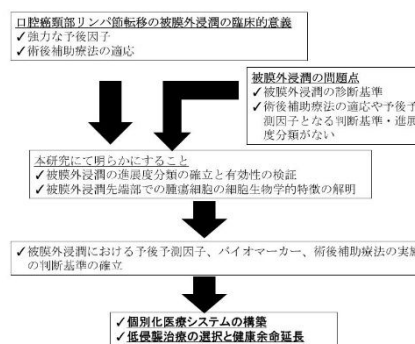 口腔癌頸部リンパ節転移の被膜外浸潤の臨床的意義
✓強力な予後因子
✓術後補助療法の適応
被膜外浸潤の問題点
✓被膜外浸潤の診断基準
✓術後補助療法の適応や予後予
測因子となる判断基準・進展
度分類がない
本研究にて明らかにすること
✓被膜外浸潤の進展度分類の確立と有効性の検証
✓被膜外浸潤先端部での腫瘍細胞の細胞生物学的特徴の解明
✓被膜外浸潤における予後予測因子、バイオマーカー、術後補助療法の実施
の判断基準の確立
✓個別化医療システムの構築
✓低侵襲治療の選択と健康余命延長